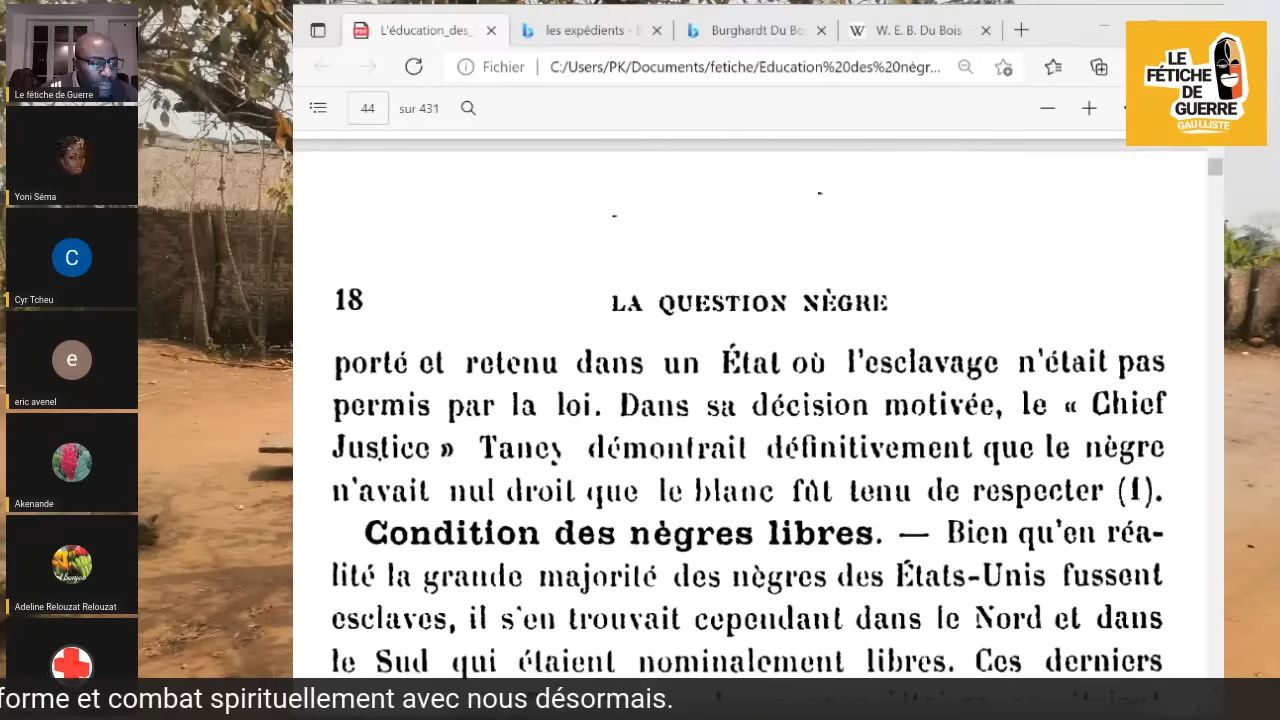 Le fétiche de Guerre
Yoni Séma
C
Cyr Tcheu
e
eric avenel
Akenande
Adeline Relouzat Relouzat
L'éducation_des_
les expédients -
Burghardt Du Bo
W
W. E. B. Du Bois
Fichier
C:/Users/PK/Documents/fetiche/Education%20des%20nègr...
44
sur 431
LE
FÉTICHE
DE
GUERRE
GAULLISTE
18
LA QUESTION NÈGRE
porté et retenu dans un État où l'esclavage n'était pas
permis par la loi. Dans sa décision motivée, le « Chief
Justice » Taney démontrait définitivement que le nègre
n'avait nul droit que le blanc fût tenu de respecter (1).
Condition des nègres libres. — Bien qu'en réa-
lité la grande majorité des nègres des États-Unis fussent
esclaves, il s'en trouvait cependant dans le Nord et dans
le Sud qui étaient nominalement libres. Ces derniers
forme et combat spirituellement avec nous désormais.